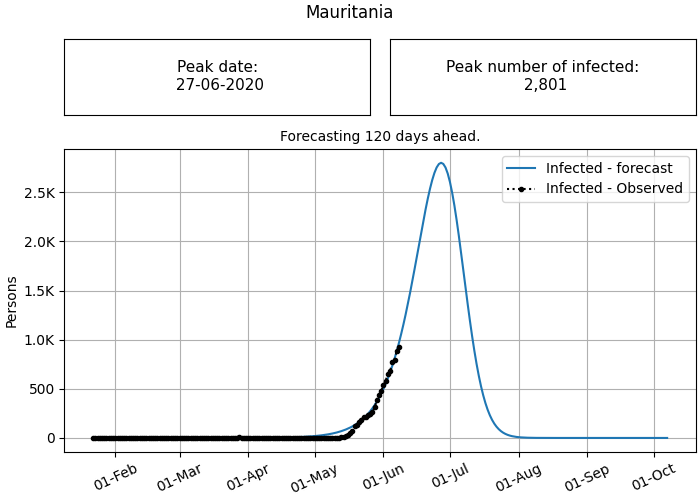 Mauritania
Peak date:
27-06-2020
Peak number of infected:
2,801
Forecasting 120 days ahead.
Infected - forecast
Infected - Observed
Persons
2.5K
2.0K
1.5K
1.0K
500
0
01-Feb
01-Mar
01-Apr
01-May
01-Jun
01-Jul
01-Aug
01-Sep
01-Oct